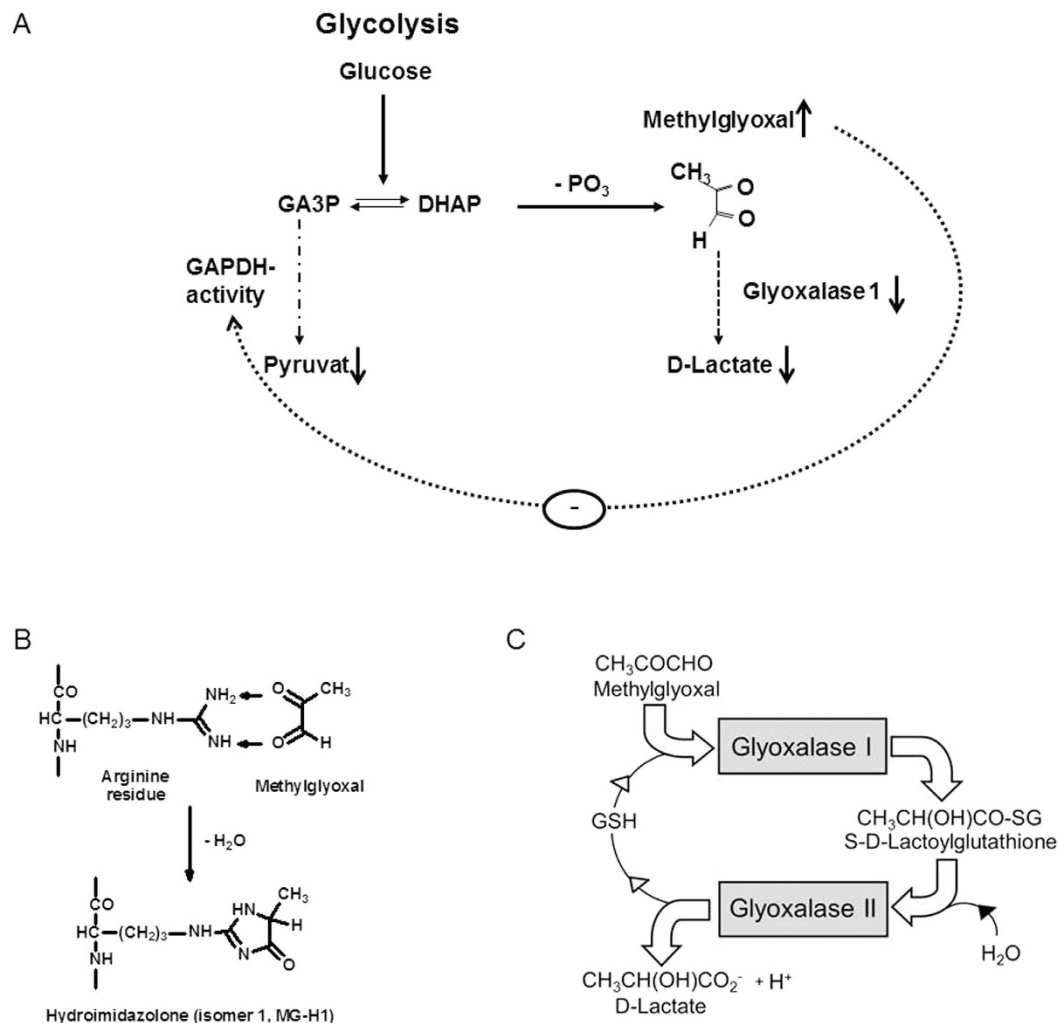 A
Glycolysis
Glucose
Methylglyoxal
- PO₃
CH₃
O
O
H
GA3P
DHAP
GAPDH-
activity
Glyoxalase 1
Pyruvat
D-Lactate
-
B
CO
HC
(CH₂)₃
NH
NH₂
NH
NH
O
CH₃
O
H
Arginine
residue
Methylglyoxal
- H₂O
CO
HC
(CH₂)₃
NH
NH
HN
CH₃
H
N
O
Hydroimidazolone (isomer 1, MG-H1)
C
CH₃COCHO
Methylglyoxal
Glyoxalase I
GSH
CH₃CH(OH)CO-SG
S-D-Lactoylglutathione
Glyoxalase II
H₂O
CH₃CH(OH)CO₂⁻ + H⁺
D-Lactate